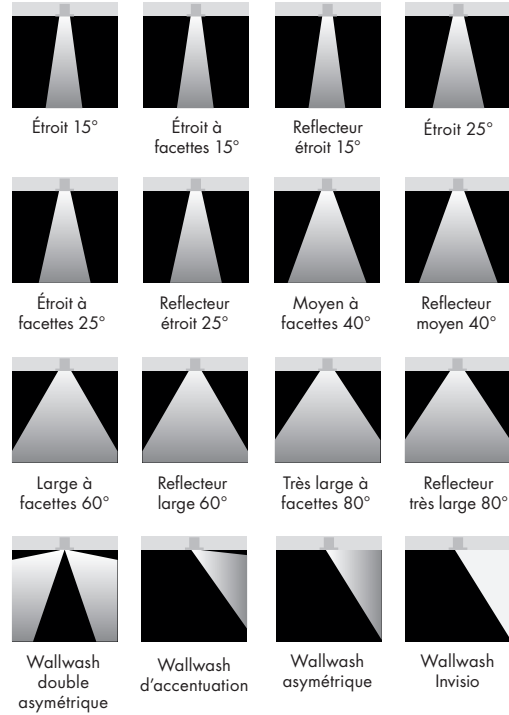 Étroit 15°
Étroit à
facettes 15°
Reflecteur
étroit 15°
Étroit 25°
Étroit à
facettes 25°
Reflecteur
étroit 25°
Moyen à
facettes 40°
Reflecteur
moyen 40°
Large à
facettes 60°
Reflecteur
large 60°
Très large à
facettes 80°
Reflecteur
très large 80°
Wallwash
double
asymétrique
Wallwash
d'accentuation
Wallwash
asymétrique
Wallwash
Invisio